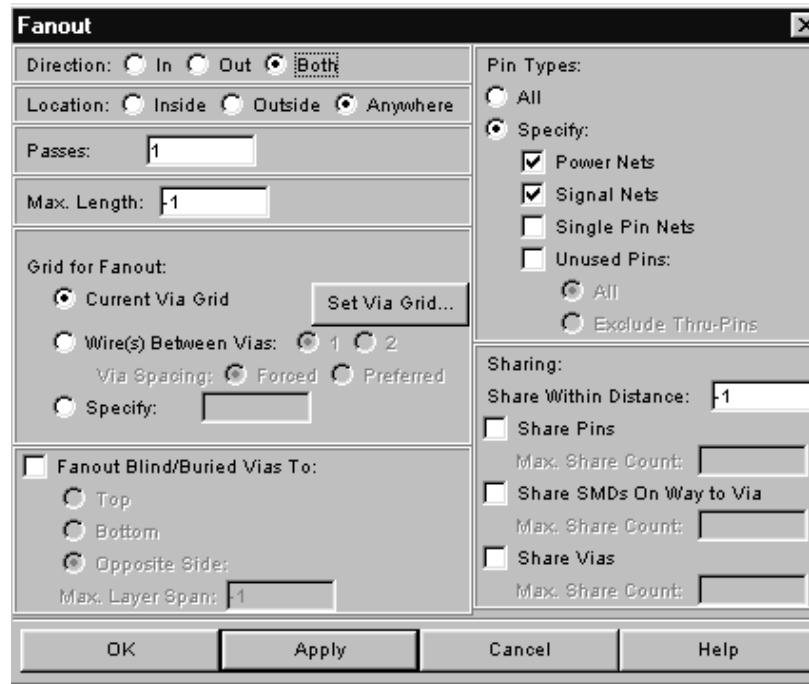 Fanout
Direction: In Out Both
Location: Inside Outside Anywhere
Passes: 1
Max. Length: -1
Grid for Fanout:
Current Via Grid Set Via Grid...
Wire(s) Between Vias: 1 2
Via Spacing: Forced Preferred
Specify:
Fanout Blind/Buried Vias To:
Top
Bottom
Opposite Side:
Max. Layer Span: -1
Pin Types:
All
Specify:
Power Nets
Signal Nets
Single Pin Nets
Unused Pins:
All
Exclude Thru-Pins
Sharing:
Share Within Distance: -1
Share Pins
Max. Share Count:
Share SMDs On Way to Via
Max. Share Count:
Share Vias
Max. Share Count:
OK Apply Cancel Help